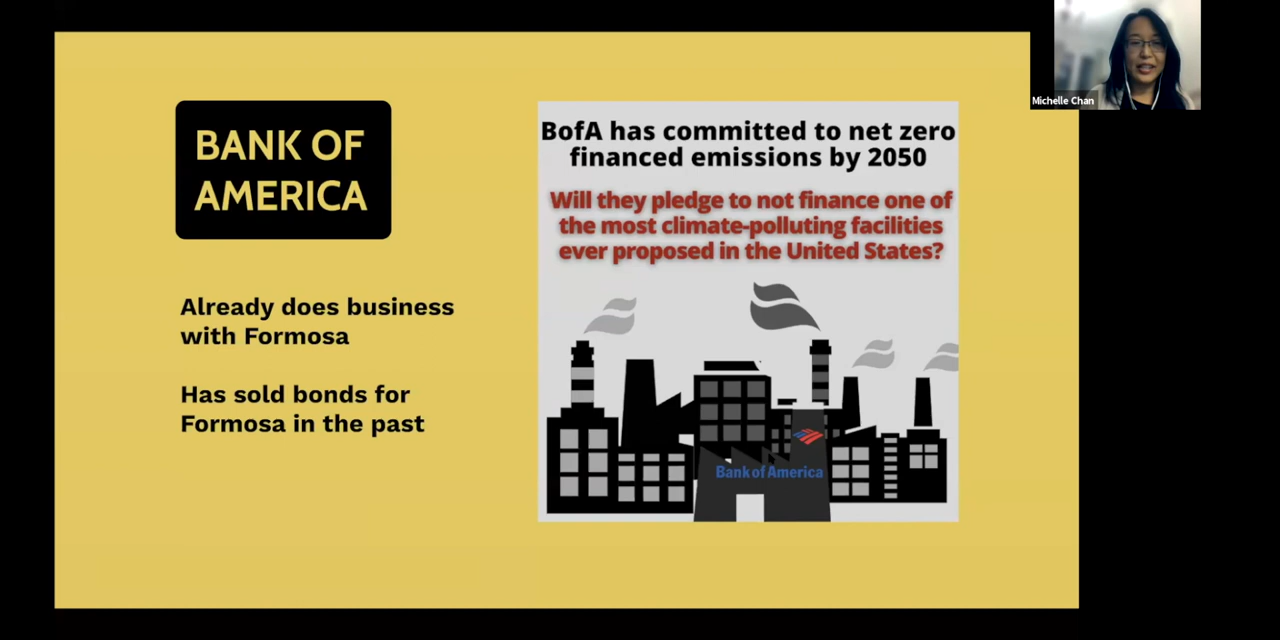 BANK OF
AMERICA
Already does business
with Formosa
Has sold bonds for
Formosa in the past
BofA has committed to net zero
financed emissions by 2050
Will they pledge to not finance one of
the most climate-polluting facilities
ever proposed in the United States?
Bank of America
Michelle Chan